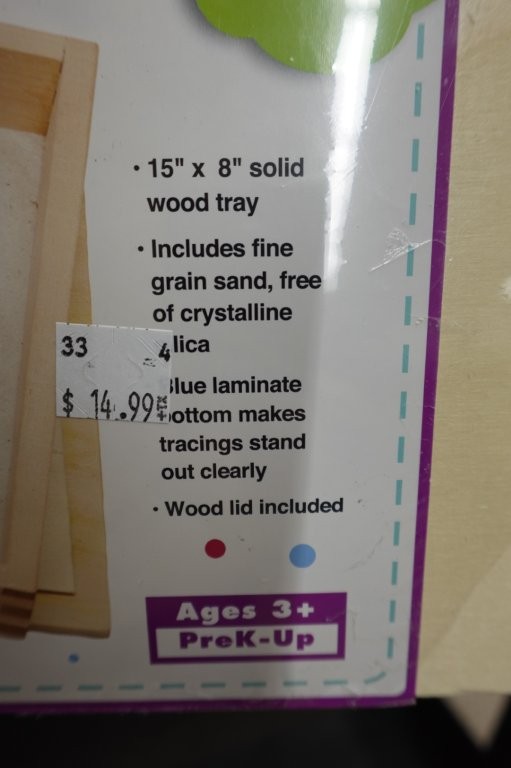 • 15" x 8" solid
wood tray
• Includes fine
grain sand, free
of crystalline
lica
lue laminate
ottom makes
tracings stand
out clearly
• Wood lid included
33 4
$ 14.99
Ages 3+
PreK-Up